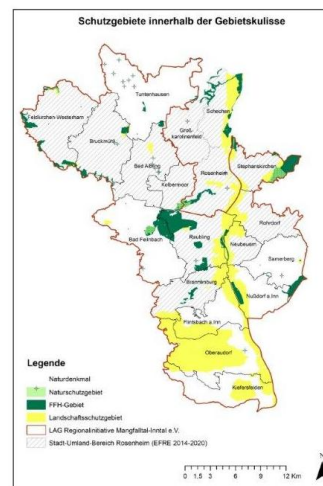 Schutzgebiete innerhalb der Gebietskulisse
Tuntenhausen
Feldkirchen-Westerham
Schechen
Bruckmühl
Groß-
karolinenfeld
Bad Aibling
Stephanskirchen
Rosenheim
Kolbermoor
Rohrdorf
Bad Feilnbach
Raubling
Neubeuern
Samerberg
Brannenburg
Nußdorf a.Inn
Flintsbach a.Inn
Oberaudorf
Kiefersfelden
Legende
Naturdenkmal
Naturschutzgebiet
FFH-Gebiet
Landschaftsschutzgebiet
LAG Regionalinitiative Mangfalltal-Inntal e.V.
Stadt-Umland-Bereich Rosenheim (EFRE 2014-2020)
N
0 1,5 3 6 9 12 Km